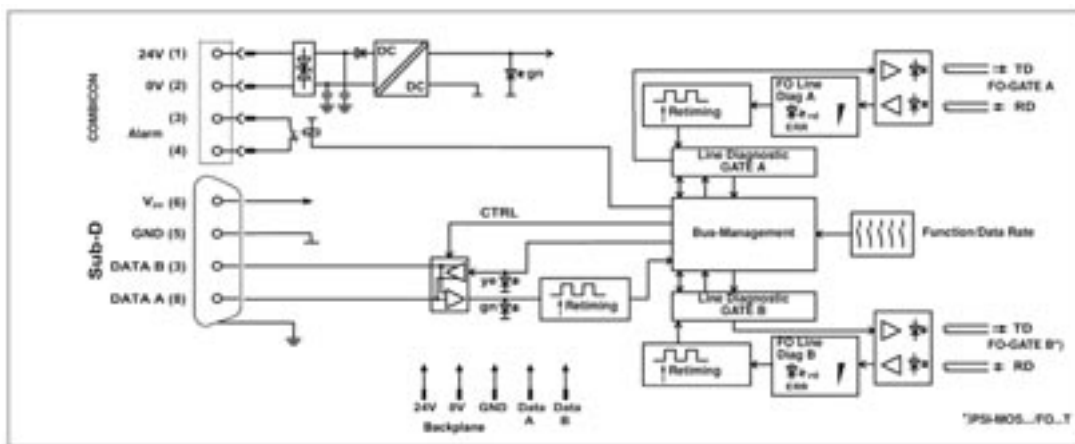 COMBICON
24V (1)
0V (2)
(3)
Alarm
(4)
DC
DC
gn
Sub-D
VCC (6)
GND (5)
DATA B (3)
DATA A (8)
CTRL
ye
gn
Retiming
Retiming
Line Diagnostic
GATE A
Bus-Management
Line Diagnostic
GATE B
Retiming
FO Line
Diag A
rd
ERR
TD
FO-GATE A
RD
Function/Data Rate
FO Line
Diag B
rd
ERR
TD
FO-GATE B*)
RD
24V 0V GND Data A Data B
Backplane
*)PSI-MOS.../FO...T